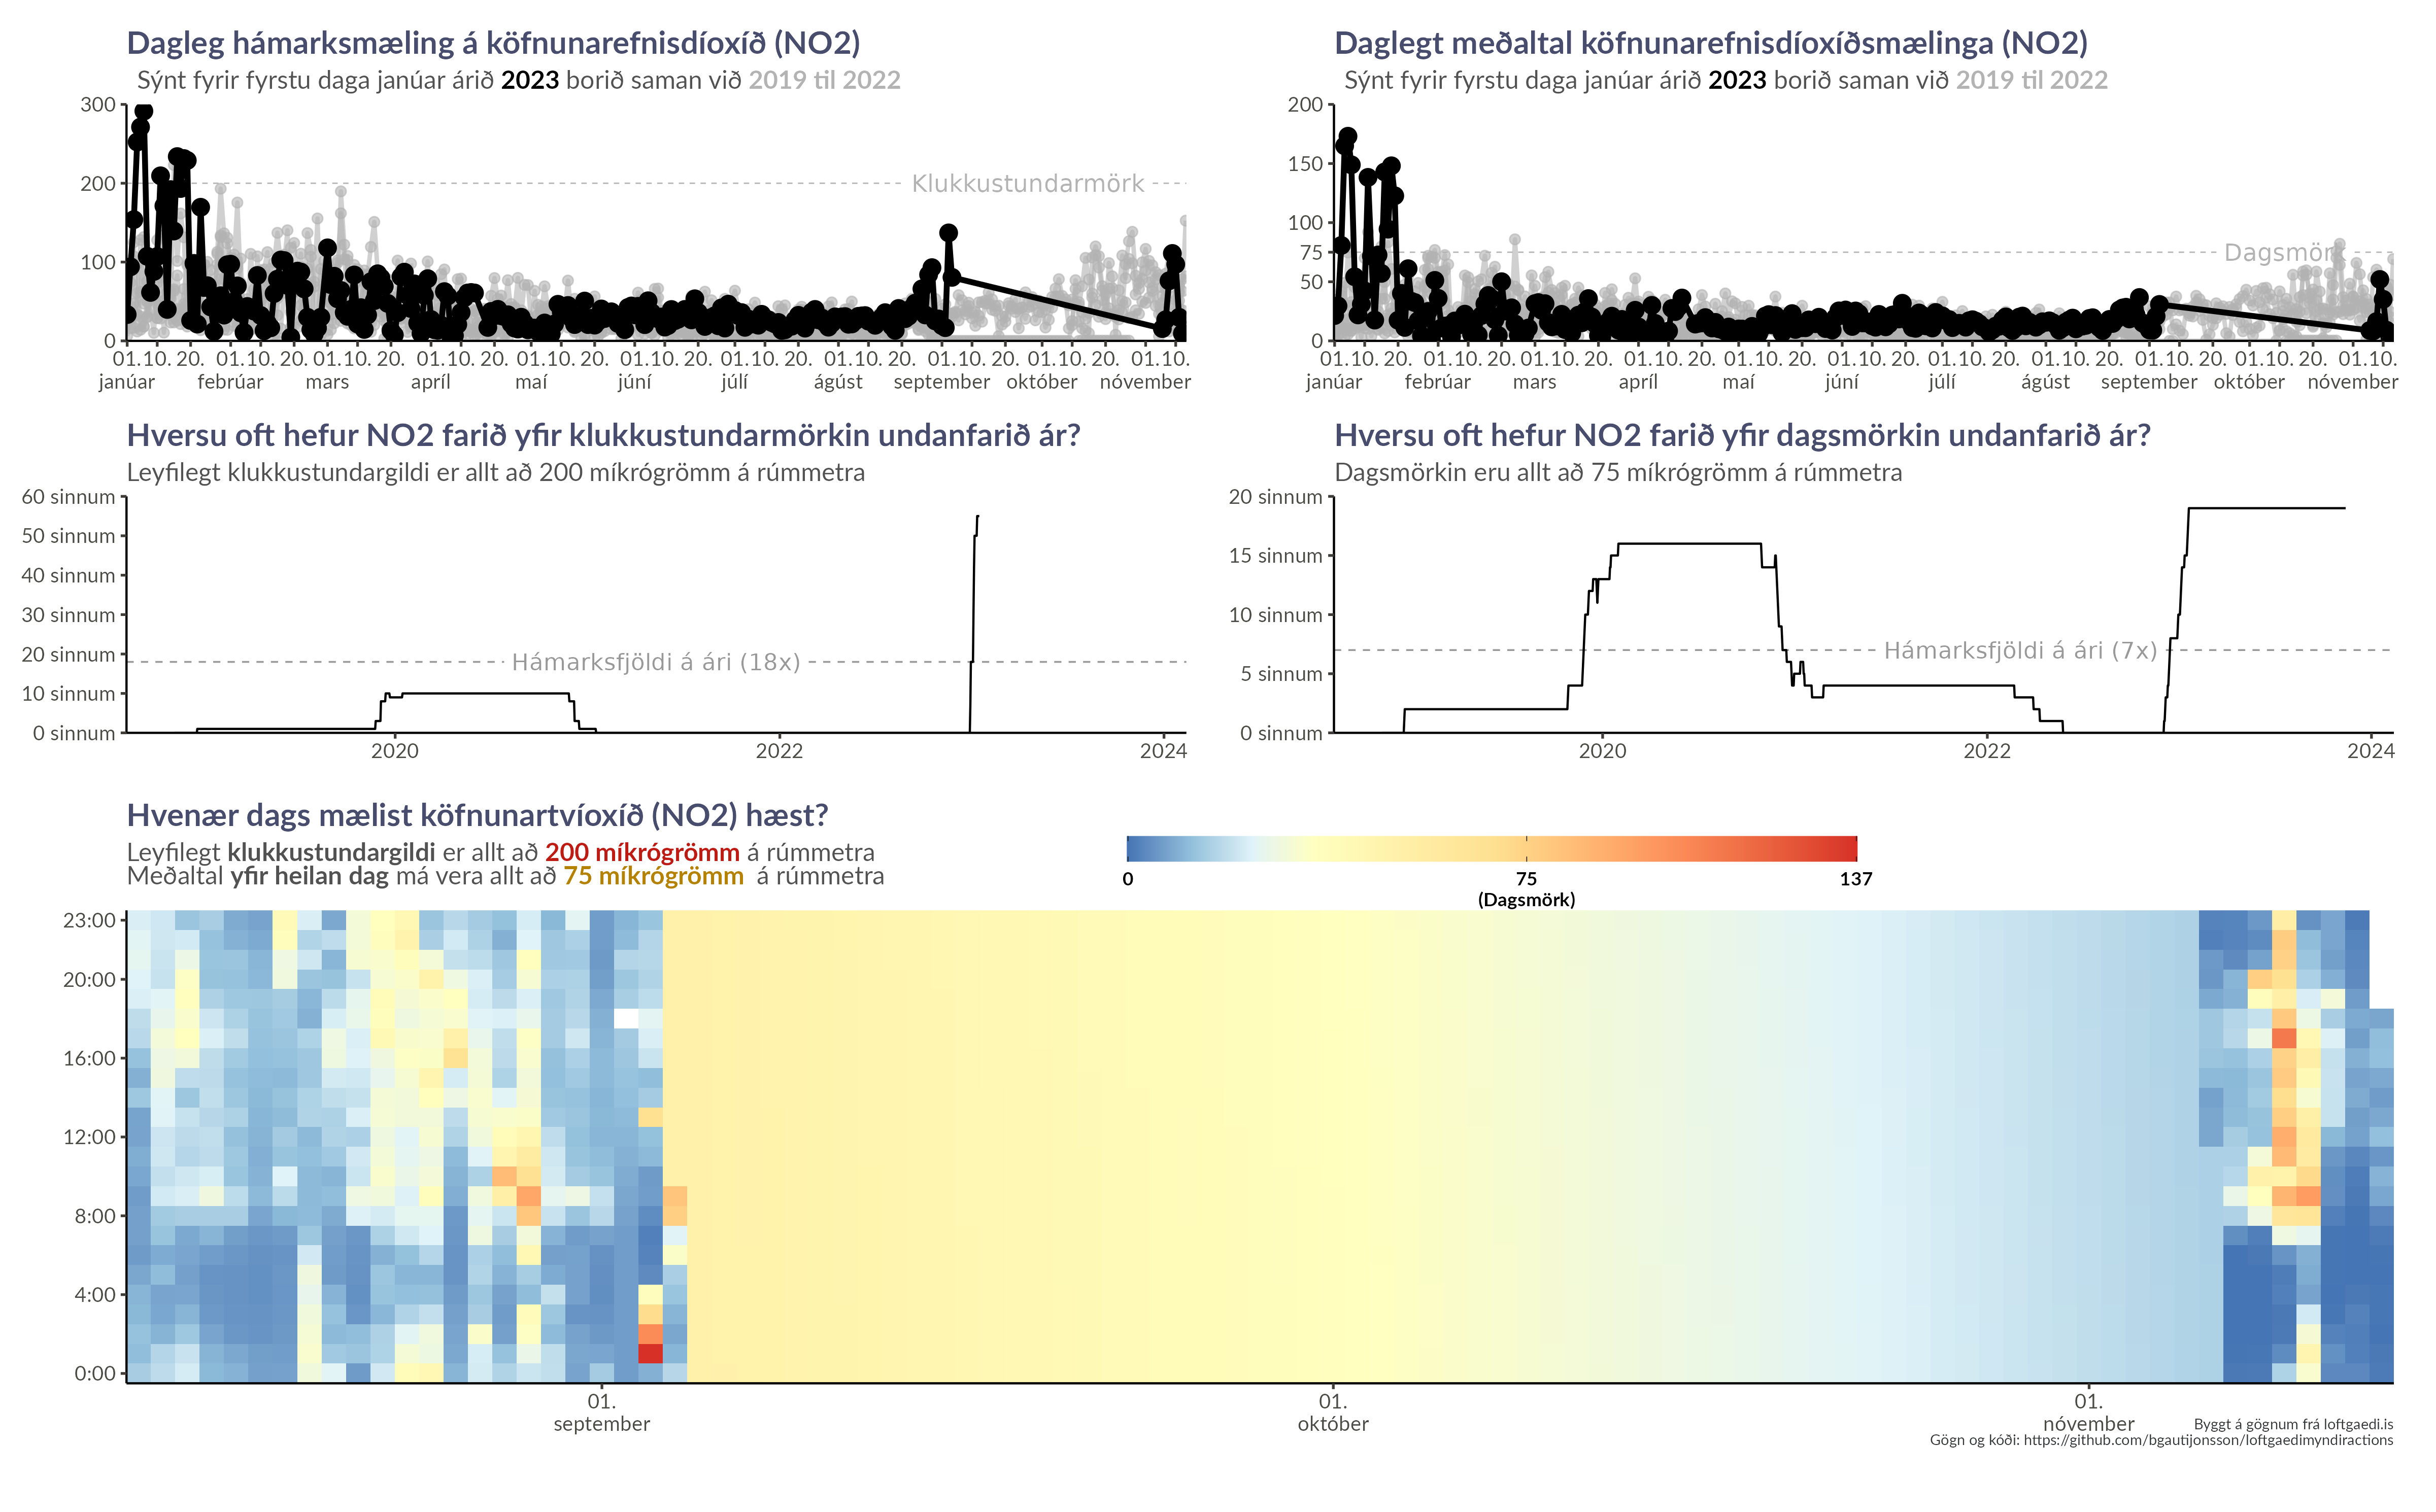 Dagleg hámarksmæling á köfnunarefnisdíoxíð (NO2)
Sýnt fyrir fyrstu daga janúar árið 2023 borið saman við 2019 til 2022
300
200
100
0
Klukkustundarmörk
01. 10. 20. 01. 10. 20. 01. 10. 20. 01. 10. 20. 01. 10. 20. 01. 10. 20. 01. 10. 20. 01. 10. 20. 01. 10. 20. 01. 10. 20. 01. 10.
janúar febrúar mars apríl maí júní júlí ágúst september október nóvember
Daglegt meðaltal köfnunarefnisdíoxíðsmælinga (NO2)
Sýnt fyrir fyrstu daga janúar árið 2023 borið saman við 2019 til 2022
200
150
100
75
50
0
Dagsmörk
01. 10. 20. 01. 10. 20. 01. 10. 20. 01. 10. 20. 01. 10. 20. 01. 10. 20. 01. 10. 20. 01. 10. 20. 01. 10. 20. 01. 10. 20. 01. 10.
janúar febrúar mars apríl maí júní júlí ágúst september október nóvember
Hversu oft hefur NO2 farið yfir klukkustundarmörkin undanfarið ár?
Leyfilegt klukkustundargildi er allt að 200 míkrógrömm á rúmmetra
60 sinnum
50 sinnum
40 sinnum
30 sinnum
20 sinnum
10 sinnum
0 sinnum
Hámarksfjöldi á ári (18x)
2020 2022 2024
Hversu oft hefur NO2 farið yfir dagsmörkin undanfarið ár?
Dagsmörkin eru allt að 75 míkrógrömm á rúmmetra
20 sinnum
15 sinnum
10 sinnum
5 sinnum
0 sinnum
Hámarksfjöldi á ári (7x)
2020 2022 2024
Hvenær dags mælist köfnunartvíoxíð (NO2) hæst?
Leyfilegt klukkustundargildi er allt að 200 míkrógrömm á rúmmetra
Meðaltal yfir heilan dag má vera allt að 75 míkrógrömm á rúmmetra
0 75 137
(Dagsmörk)
23:00
20:00
16:00
12:00
8:00
4:00
0:00
01. 01. 01.
september október nóvember
Byggt á gögnum frá loftgaedi.is
Gögn og kóði: https://github.com/bgautijonsson/loftgaedimyndiractions